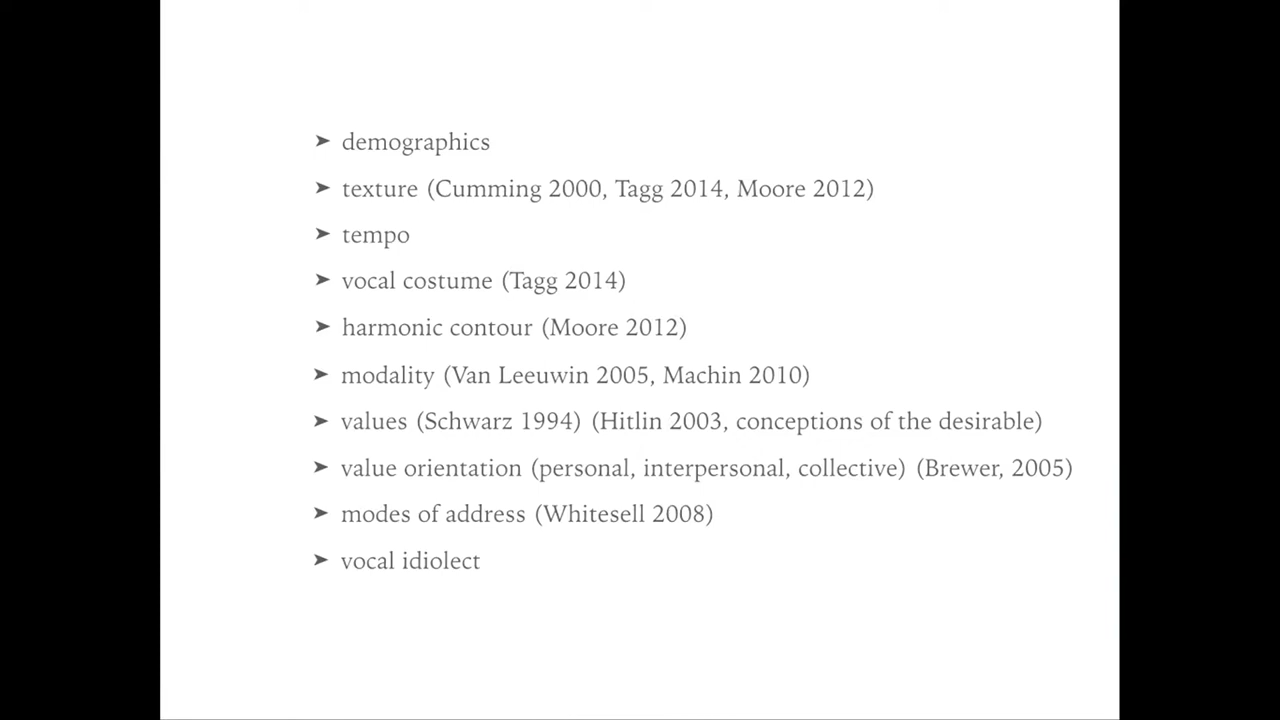 ➤ demographics
➤ texture (Cumming 2000, Tagg 2014, Moore 2012)
➤ tempo
➤ vocal costume (Tagg 2014)
➤ harmonic contour (Moore 2012)
➤ modality (Van Leeuwin 2005, Machin 2010)
➤ values (Schwarz 1994) (Hitlin 2003, conceptions of the desirable)
➤ value orientation (personal, interpersonal, collective) (Brewer, 2005)
➤ modes of address (Whitesell 2008)
➤ vocal idiolect